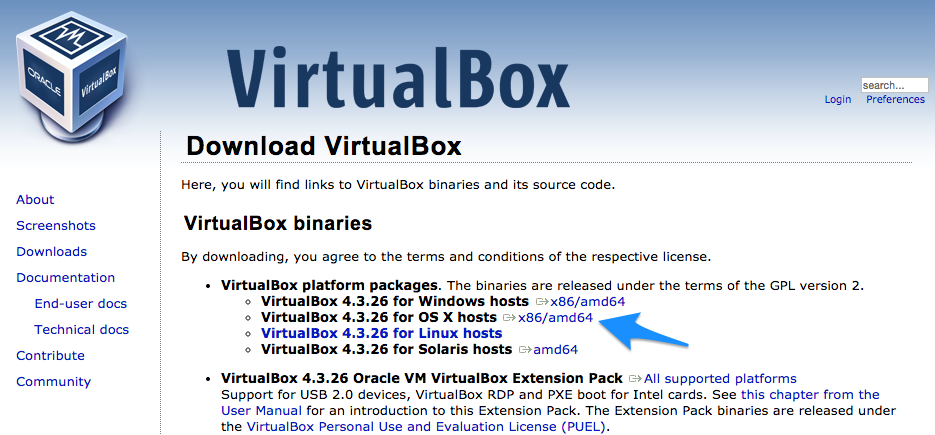 ORACLE
VirtualBox
VirtualBox
search...
Login Preferences
Download VirtualBox
Here, you will find links to VirtualBox binaries and its source code.
About
Screenshots
Downloads
Documentation
End-user docs
Technical docs
Contribute
Community
VirtualBox binaries
By downloading, you agree to the terms and conditions of the respective license.
• VirtualBox platform packages. The binaries are released under the terms of the GPL version 2.
VirtualBox 4.3.26 for Windows hosts x86/amd64
VirtualBox 4.3.26 for OS X hosts x86/amd64
VirtualBox 4.3.26 for Linux hosts
VirtualBox 4.3.26 for Solaris hosts amd64
• VirtualBox 4.3.26 Oracle VM VirtualBox Extension Pack All supported platforms
Support for USB 2.0 devices, VirtualBox RDP and PXE boot for Intel cards. See this chapter from the
User Manual for an introduction to this Extension Pack. The Extension Pack binaries are released under
the VirtualBox Personal Use and Evaluation License (PUEL).